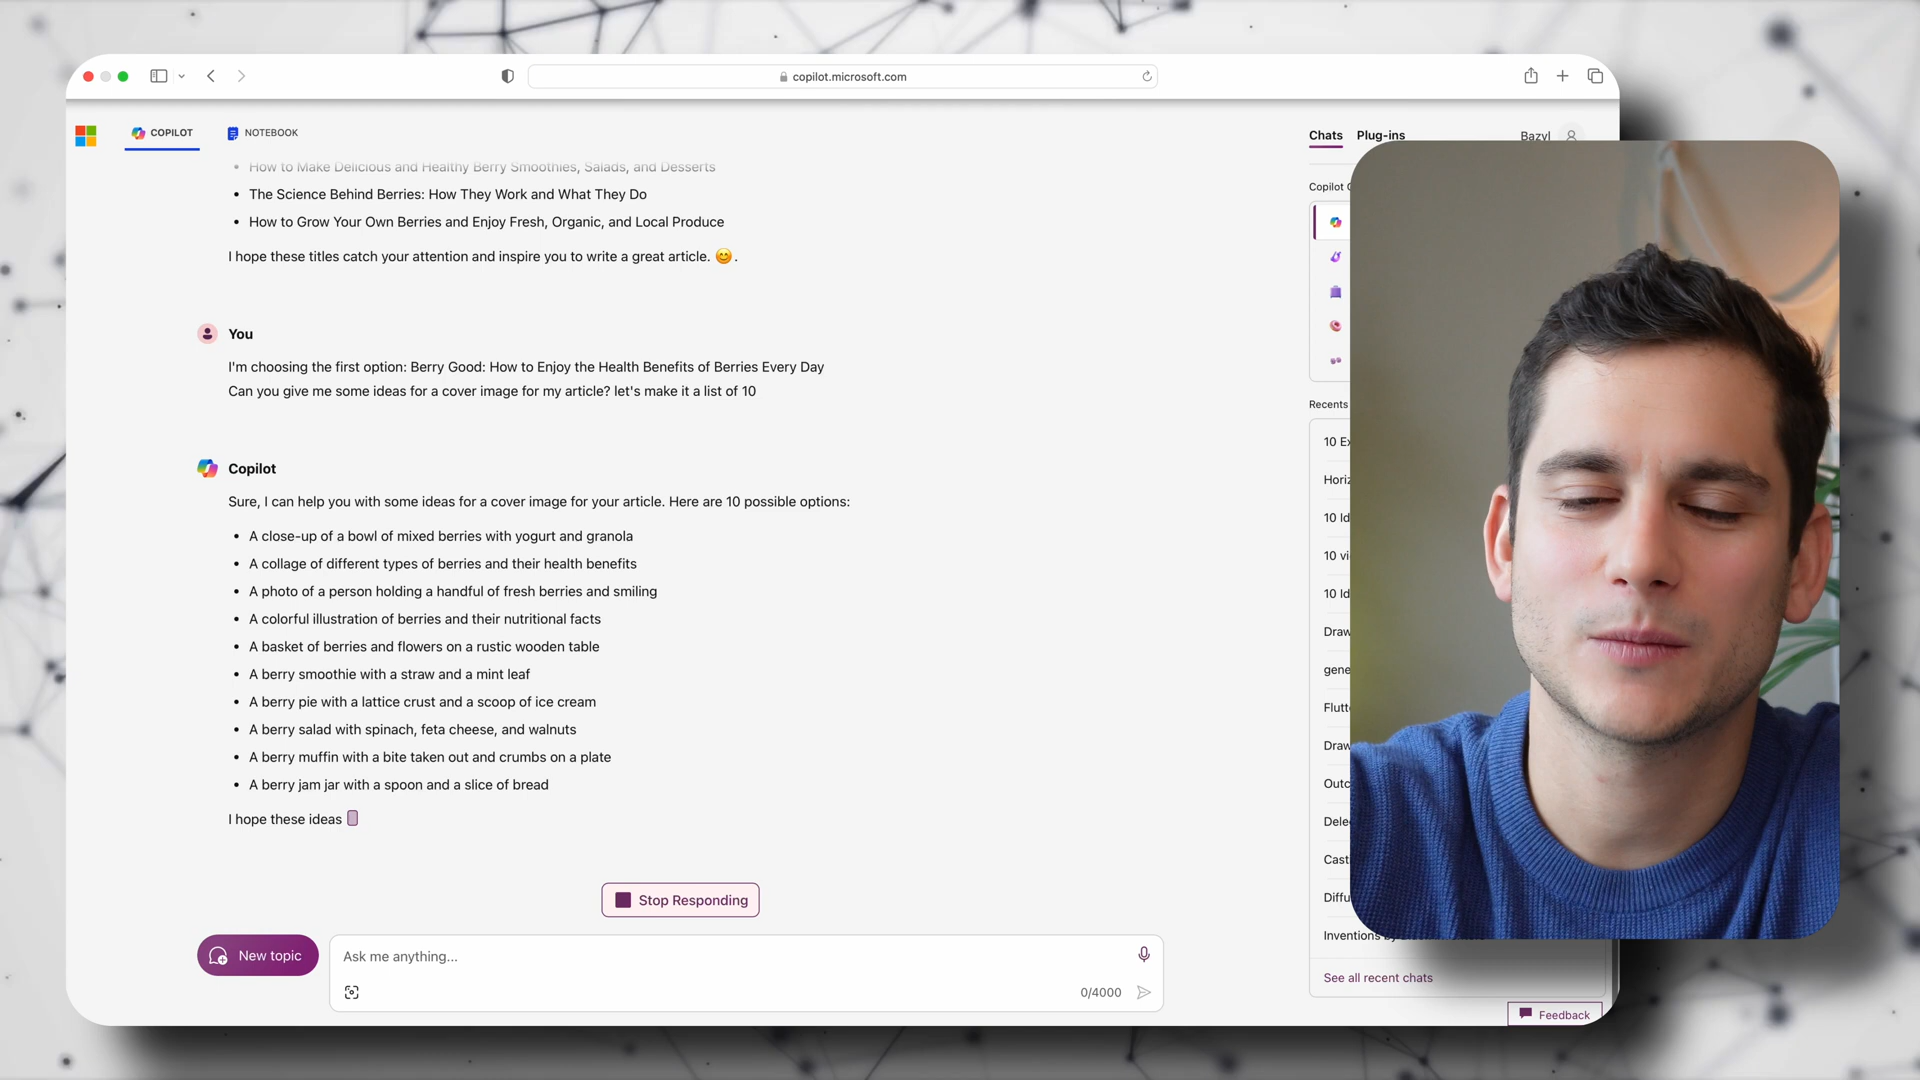 copilot.microsoft.com
COPILOT
NOTEBOOK
Chats
Plug-ins
Bazyl
How to Make Delicious and Healthy Berry Smoothies, Salads, and Desserts
The Science Behind Berries: How They Work and What They Do
How to Grow Your Own Berries and Enjoy Fresh, Organic, and Local Produce
I hope these titles catch your attention and inspire you to write a great article. 😊.
You
I'm choosing the first option: Berry Good: How to Enjoy the Health Benefits of Berries Every Day
Can you give me some ideas for a cover image for my article? let's make it a list of 10
Copilot
Sure, I can help you with some ideas for a cover image for your article. Here are 10 possible options:
A close-up of a bowl of mixed berries with yogurt and granola
A collage of different types of berries and their health benefits
A photo of a person holding a handful of fresh berries and smiling
A colorful illustration of berries and their nutritional facts
A basket of berries and flowers on a rustic wooden table
A berry smoothie with a straw and a mint leaf
A berry pie with a lattice crust and a scoop of ice cream
A berry salad with spinach, feta cheese, and walnuts
A berry muffin with a bite taken out and crumbs on a plate
A berry jam jar with a spoon and a slice of bread
I hope these ideas
Stop Responding
New topic
Ask me anything...
0/4000
Copilot
Recents
10
10
10
10
Inventions
See all recent chats
Feedback